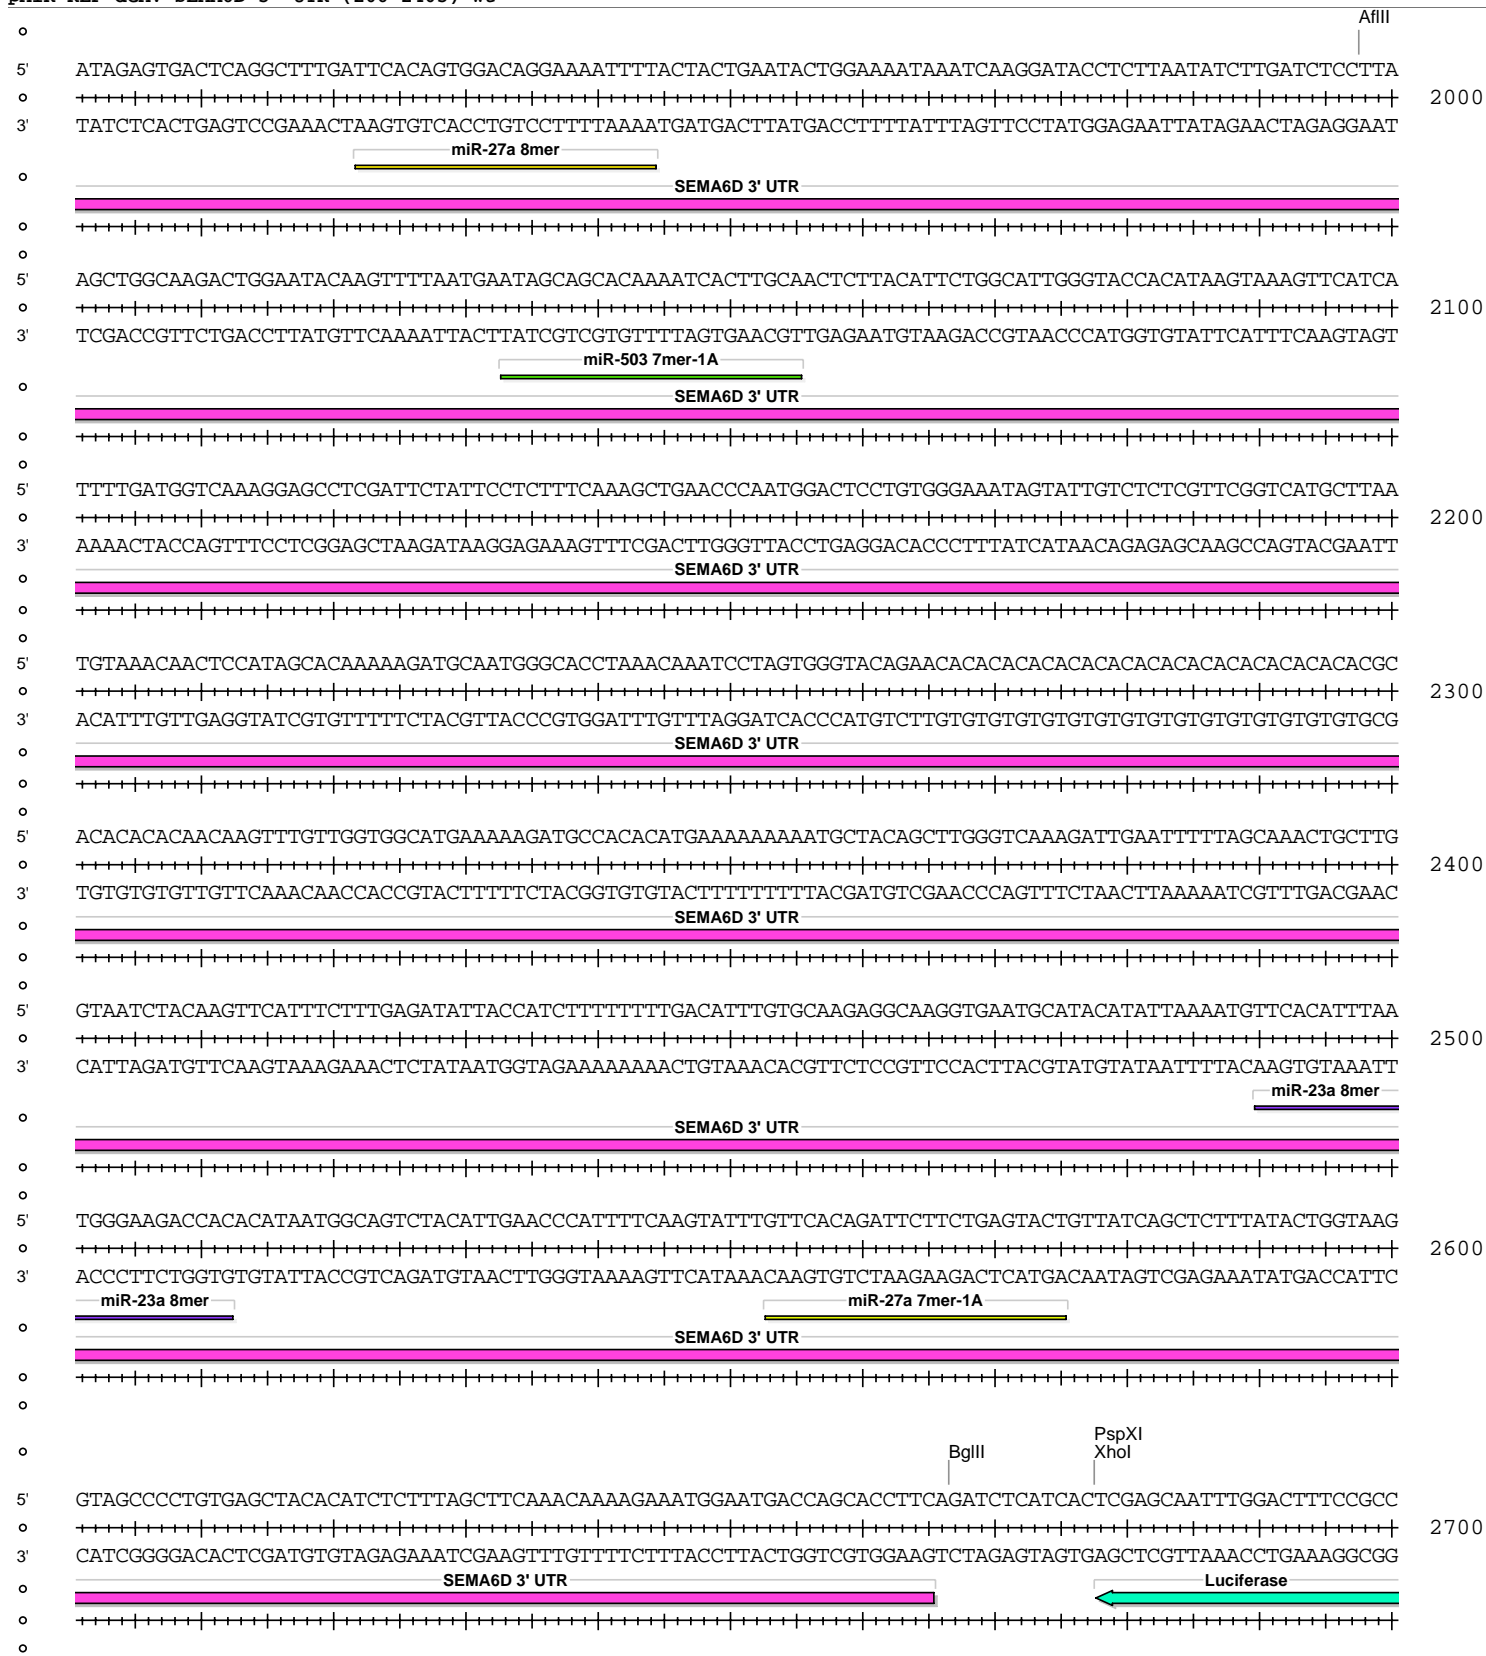 AflII
5' ATAGAGTGACTCAGGCTTTGATTCACAGTGGACAGGAAAATTTTACTACTGAATACTGGAAAATAAATCAAGGATACCTCTTAATATCTTGATCTCCTTA
2000
3' TATCTCACTGAGTCCGAAACTAAGTGTCACCTGTCCTTTTAAAATGATGACTTATGACCTTTTATTTAGTTCCTATGGAGAATTATAGAACTAGAGGAAT
miR-27a 8mer
SEMA6D 3' UTR
5' AGCTGGCAAGACTGGAATACAAGTTTTAATGAATAGCAGCACAAAATCACTTGCAACTCTTACATTCTGGCATTGGGTACCACATAAGTAAAGTTCATCA
2100
3' TCGACCGTTCTGACCTTATGTTCAAAATTACTTATCGTCGTGTTTTAGTGAACGTTGAGAATGTAAGACCGTAACCCATGGTGTATTCATTTCAAGTAGT
miR-503 7mer-1A
SEMA6D 3' UTR
5' TTTTGATGGTCAAAGGAGCCTCGATTCTATTCCTCTTTCAAAGCTGAACCCAATGGACTCCTGTGGGAAATAGTATTGTCTCTCGTTCGGTCATGCTTAA
2200
3' AAAACTACCAGTTTCCTCGGAGCTAAGATAAGGAGAAAGTTTCGACTTGGGTTACCTGAGGACACCCTTTATCATAACAGAGAGCAAGCCAGTACGAATT
SEMA6D 3' UTR
5' TGTAAACAACTCCATAGCACAAAAAGATGCAATGGGCACCTAAACAAATCCTAGTGGGTACAGAACACACACACACACACACACACACACACACACACGC
2300
3' ACATTTGTTGAGGTATCGTGTTTTTCTACGTTACCCGTGGATTTGTTTAGGATCACCCATGTCTTGTGTGTGTGTGTGTGTGTGTGTGTGTGTGTGTGCG
SEMA6D 3' UTR
5' ACACACACAACAAGTTTGTTGGTGGCATGAAAAAGATGCCACACATGAAAAAAAAATGCTACAGCTTGGGTCAAAGATTGAATTTTTAGCAAACTGCTTG
2400
3' TGTGTGTGTTGTTCAAACAACCACCGTACTTTTTCTACGGTGTGTACTTTTTTTTTACGATGTCGAACCCAGTTTCTAACTTAAAAATCGTTTGACGAAC
SEMA6D 3' UTR
5' GTAATCTACAAGTTCATTTCTTTGAGATATTACCATCTTTTTTTTGACATTTGTGCAAGAGGCAAGGTGAATGCATACATATTAAAATGTTCACATTTAA
2500
3' CATTAGATGTTCAAGTAAAGAAACTCTATAATGGTAGAAAAAAAACTGTAAACACGTTCTCCGTTCCACTTACGTATGTATAATTTTACAAGTGTAAATT
miR-23a 8mer
SEMA6D 3' UTR
5' TGGGAAGACCACACATAATGGCAGTCTACATTGAACCCATTTTCAAGTATTTGTTCACAGATTCTTCTGAGTACTGTTATCAGCTCTTTATACTGGTAAG
2600
3' ACCCTTCTGGTGTGTATTACCGTCAGATGTAACTTGGGTAAAAGTTCATAAACAAGTGTCTAAGAAGACTCATGACAATAGTCGAGAAATATGACCATTC
miR-23a 8mer miR-27a 7mer-1A
SEMA6D 3' UTR
PspXI
BglII XhoI
5' GTAGCCCCTGTGAGCTACACATCTCTTTAGCTTCAAACAAAAGAAATGGAATGACCAGCACCTTCAGATCTCATCACTCGAGCAATTTGGACTTTCCGCC
2700
3' CATCGGGGACACTCGATGTGTAGAGAAATCGAAGTTTGTTTTCTTTACCTTACTGGTCGTGGAAGTCTAGAGTAGTGAGCTCGTTAAACCTGAAAGGCGG
SEMA6D 3' UTR Luciferase